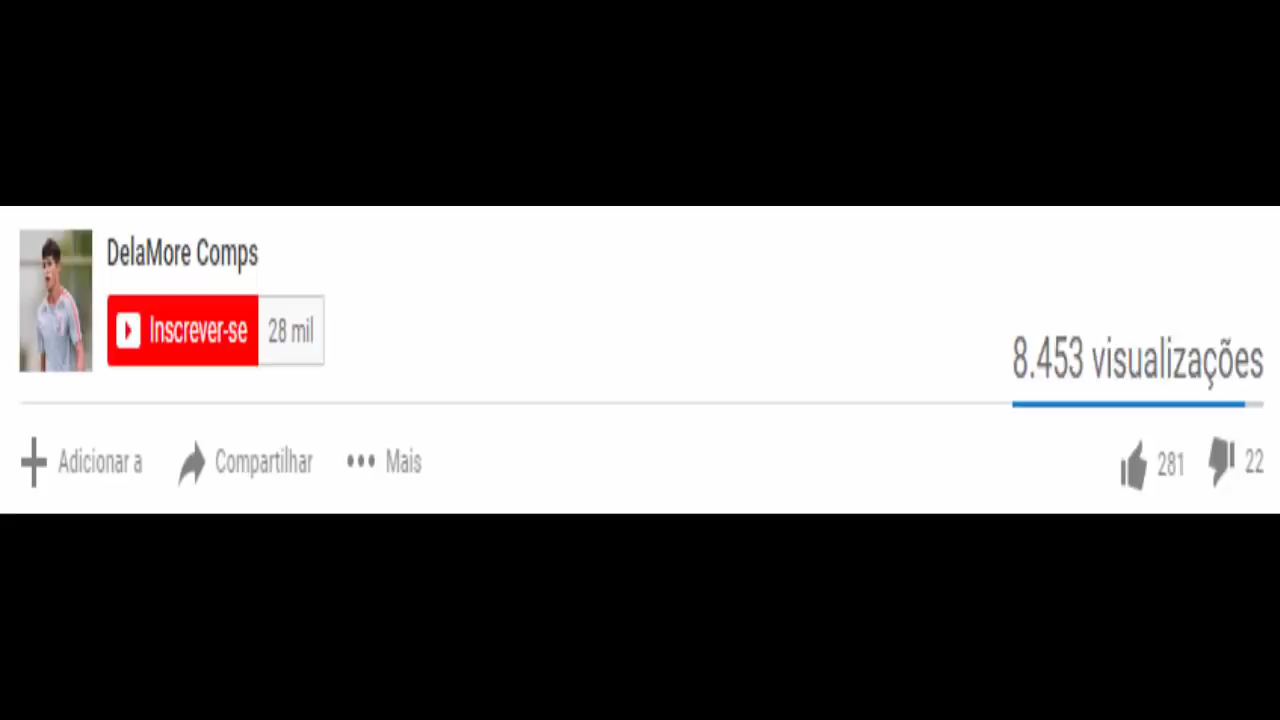 DelaMore Comps
Inscrever-se 28 mil
8.453 visualizações
Adicionar a Compartilhar Mais 281 22